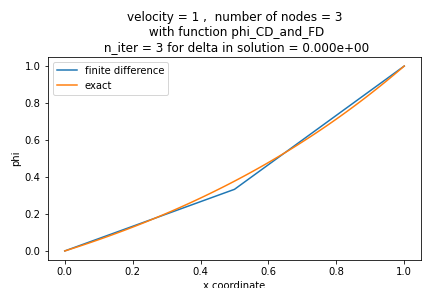 velocity = 1 ,  number of nodes = 3
with function phi_CD_and_FD
n_iter = 3 for delta in solution = 0.000e+00
finite difference
exact
1.0
0.8
0.6
0.4
0.2
0.0
phi
0.0 0.2 0.4 0.6 0.8 1.0
x coordinate